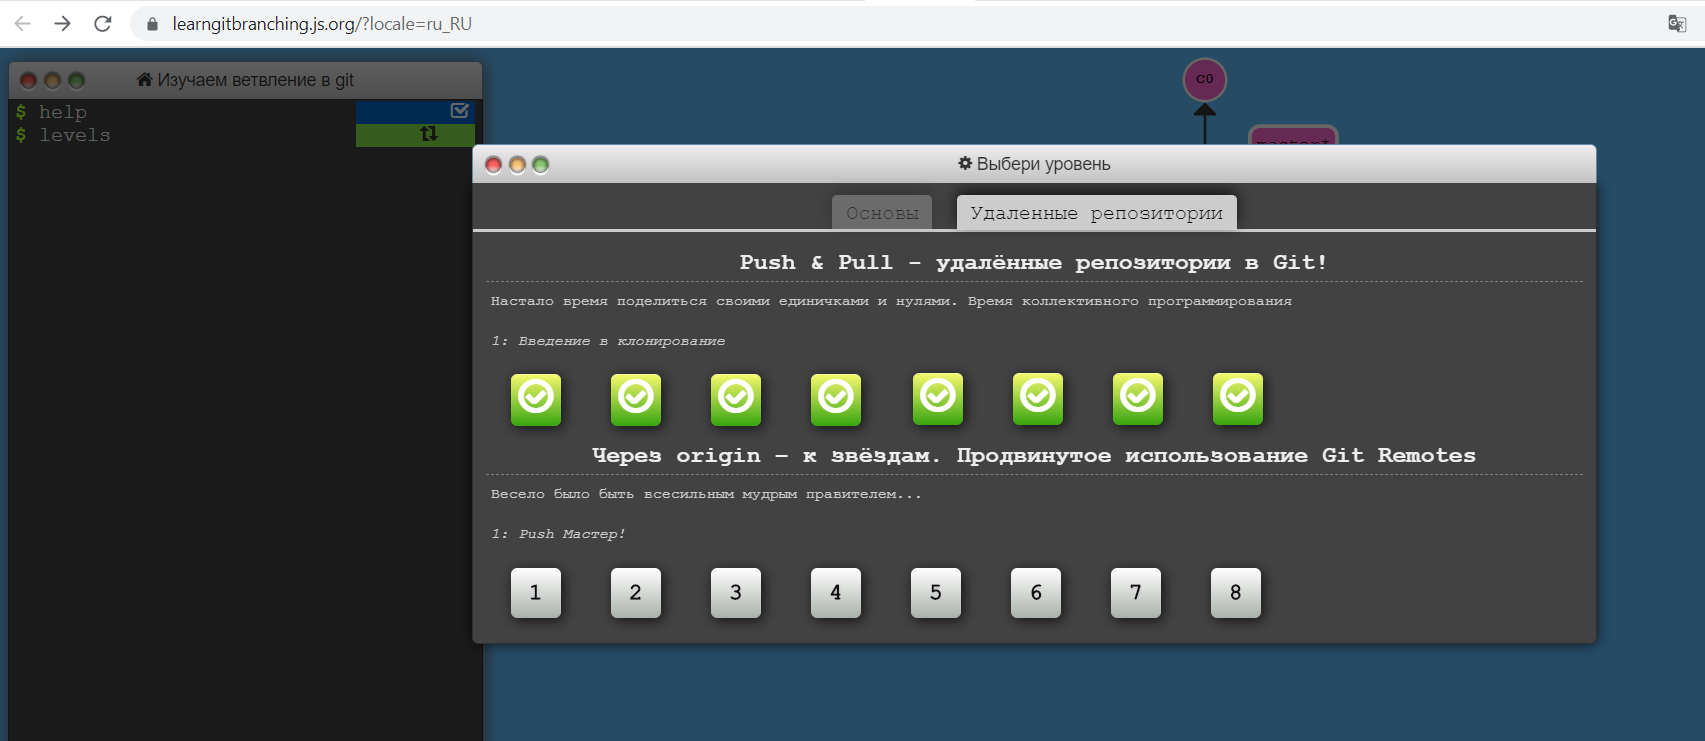 learngitbranching.js.org/?locale=ru_RU
Изучаем ветвление в git
$ help
$ levels
C0
master*
Выбери уровень
Основы
Удаленные репозитории
Push & Pull - удалённые репозитории в Git!
Настало время поделиться своими единичками и нулями. Время коллективного программирования
1: Введение в клонирование
Через origin – к звёздам. Продвинутое использование Git Remotes
Весело было быть всесильным мудрым правителем...
1: Push Мастер!
1 2 3 4 5 6 7 8